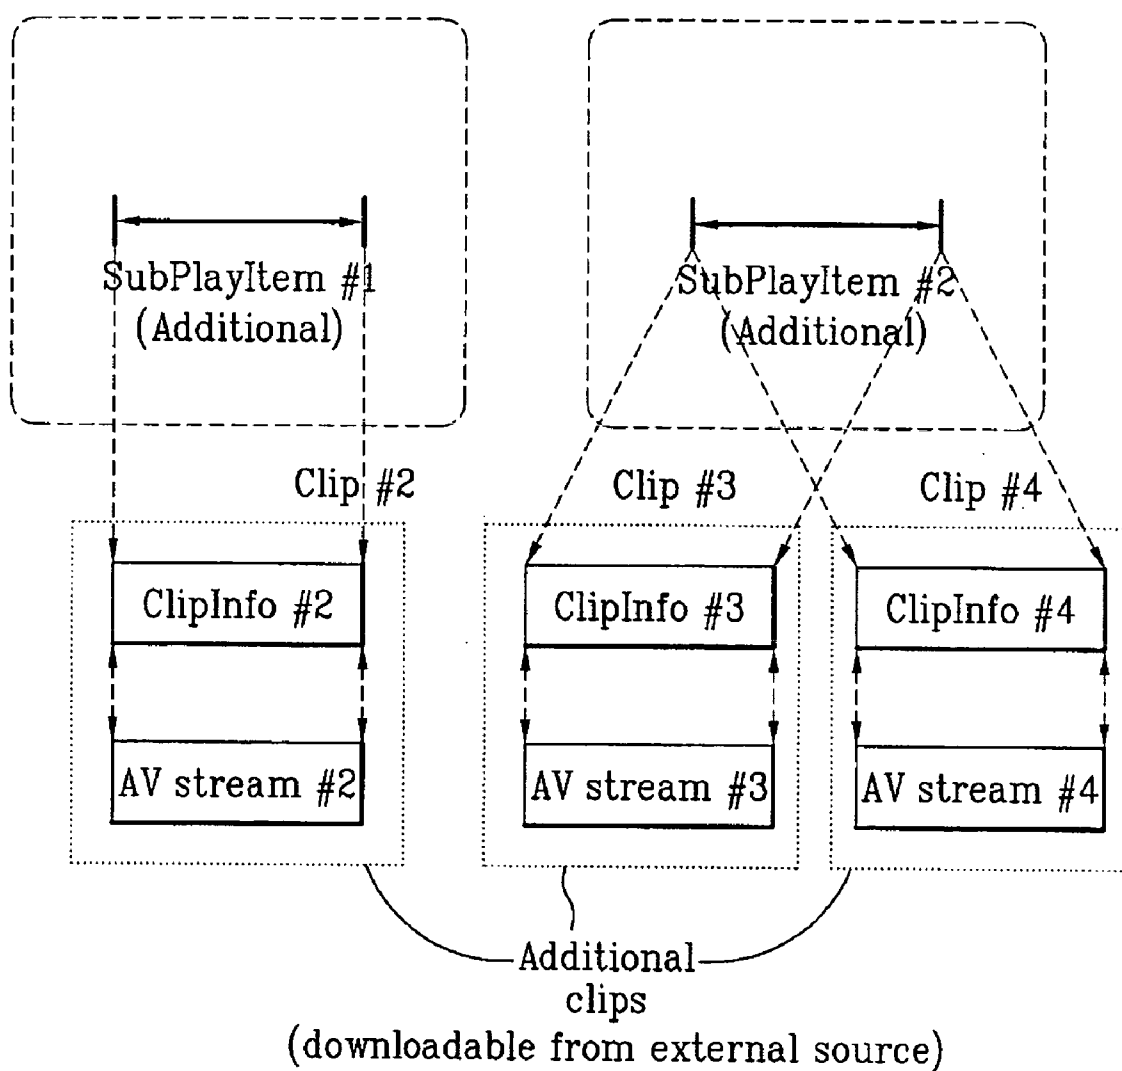 SubPlayItem #1
(Additional)
SubPlayItem #2
(Additional)
Clip #2
Clip #3
Clip #4
ClipInfo #2
ClipInfo #3
ClipInfo #4
AV stream #2
AV stream #3
AV stream #4
Additional
clips
(downloadable from external source)